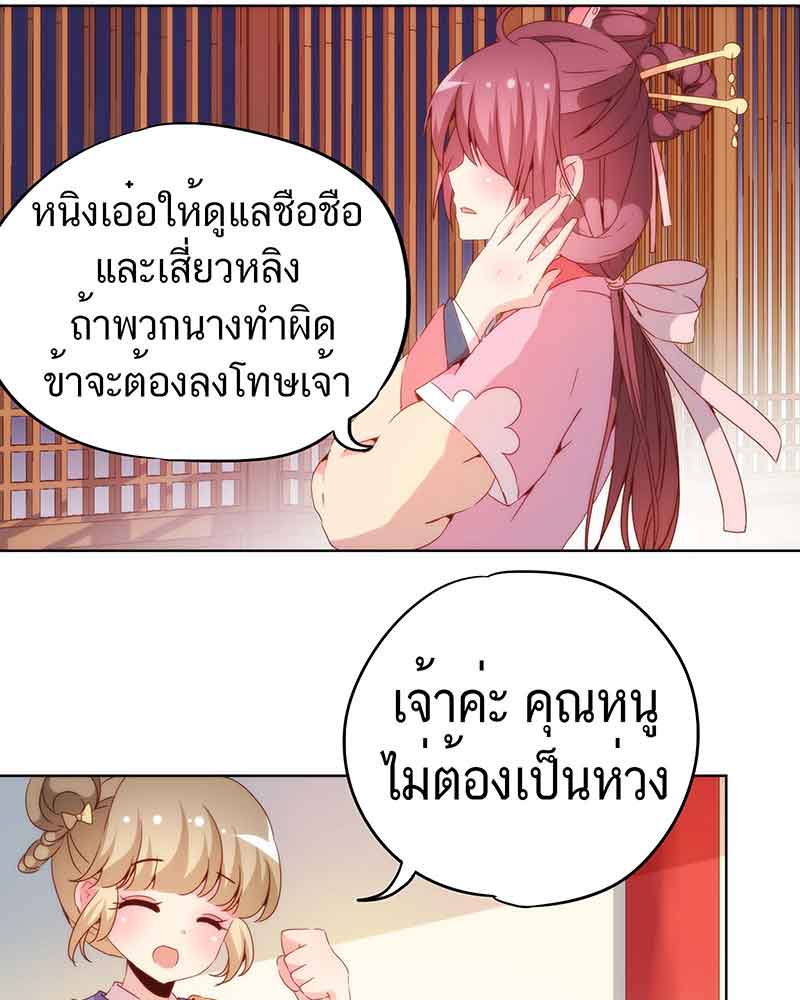 หนิงเอ๋อให้ดูแลชือชือ
และเสี่ยวหลิง
ถ้าพวกนางทำผิด
ข้าจะต้องลงโทษเจ้า
เจ้าค่ะ คุณหนู
ไม่ต้องเป็นห่วง